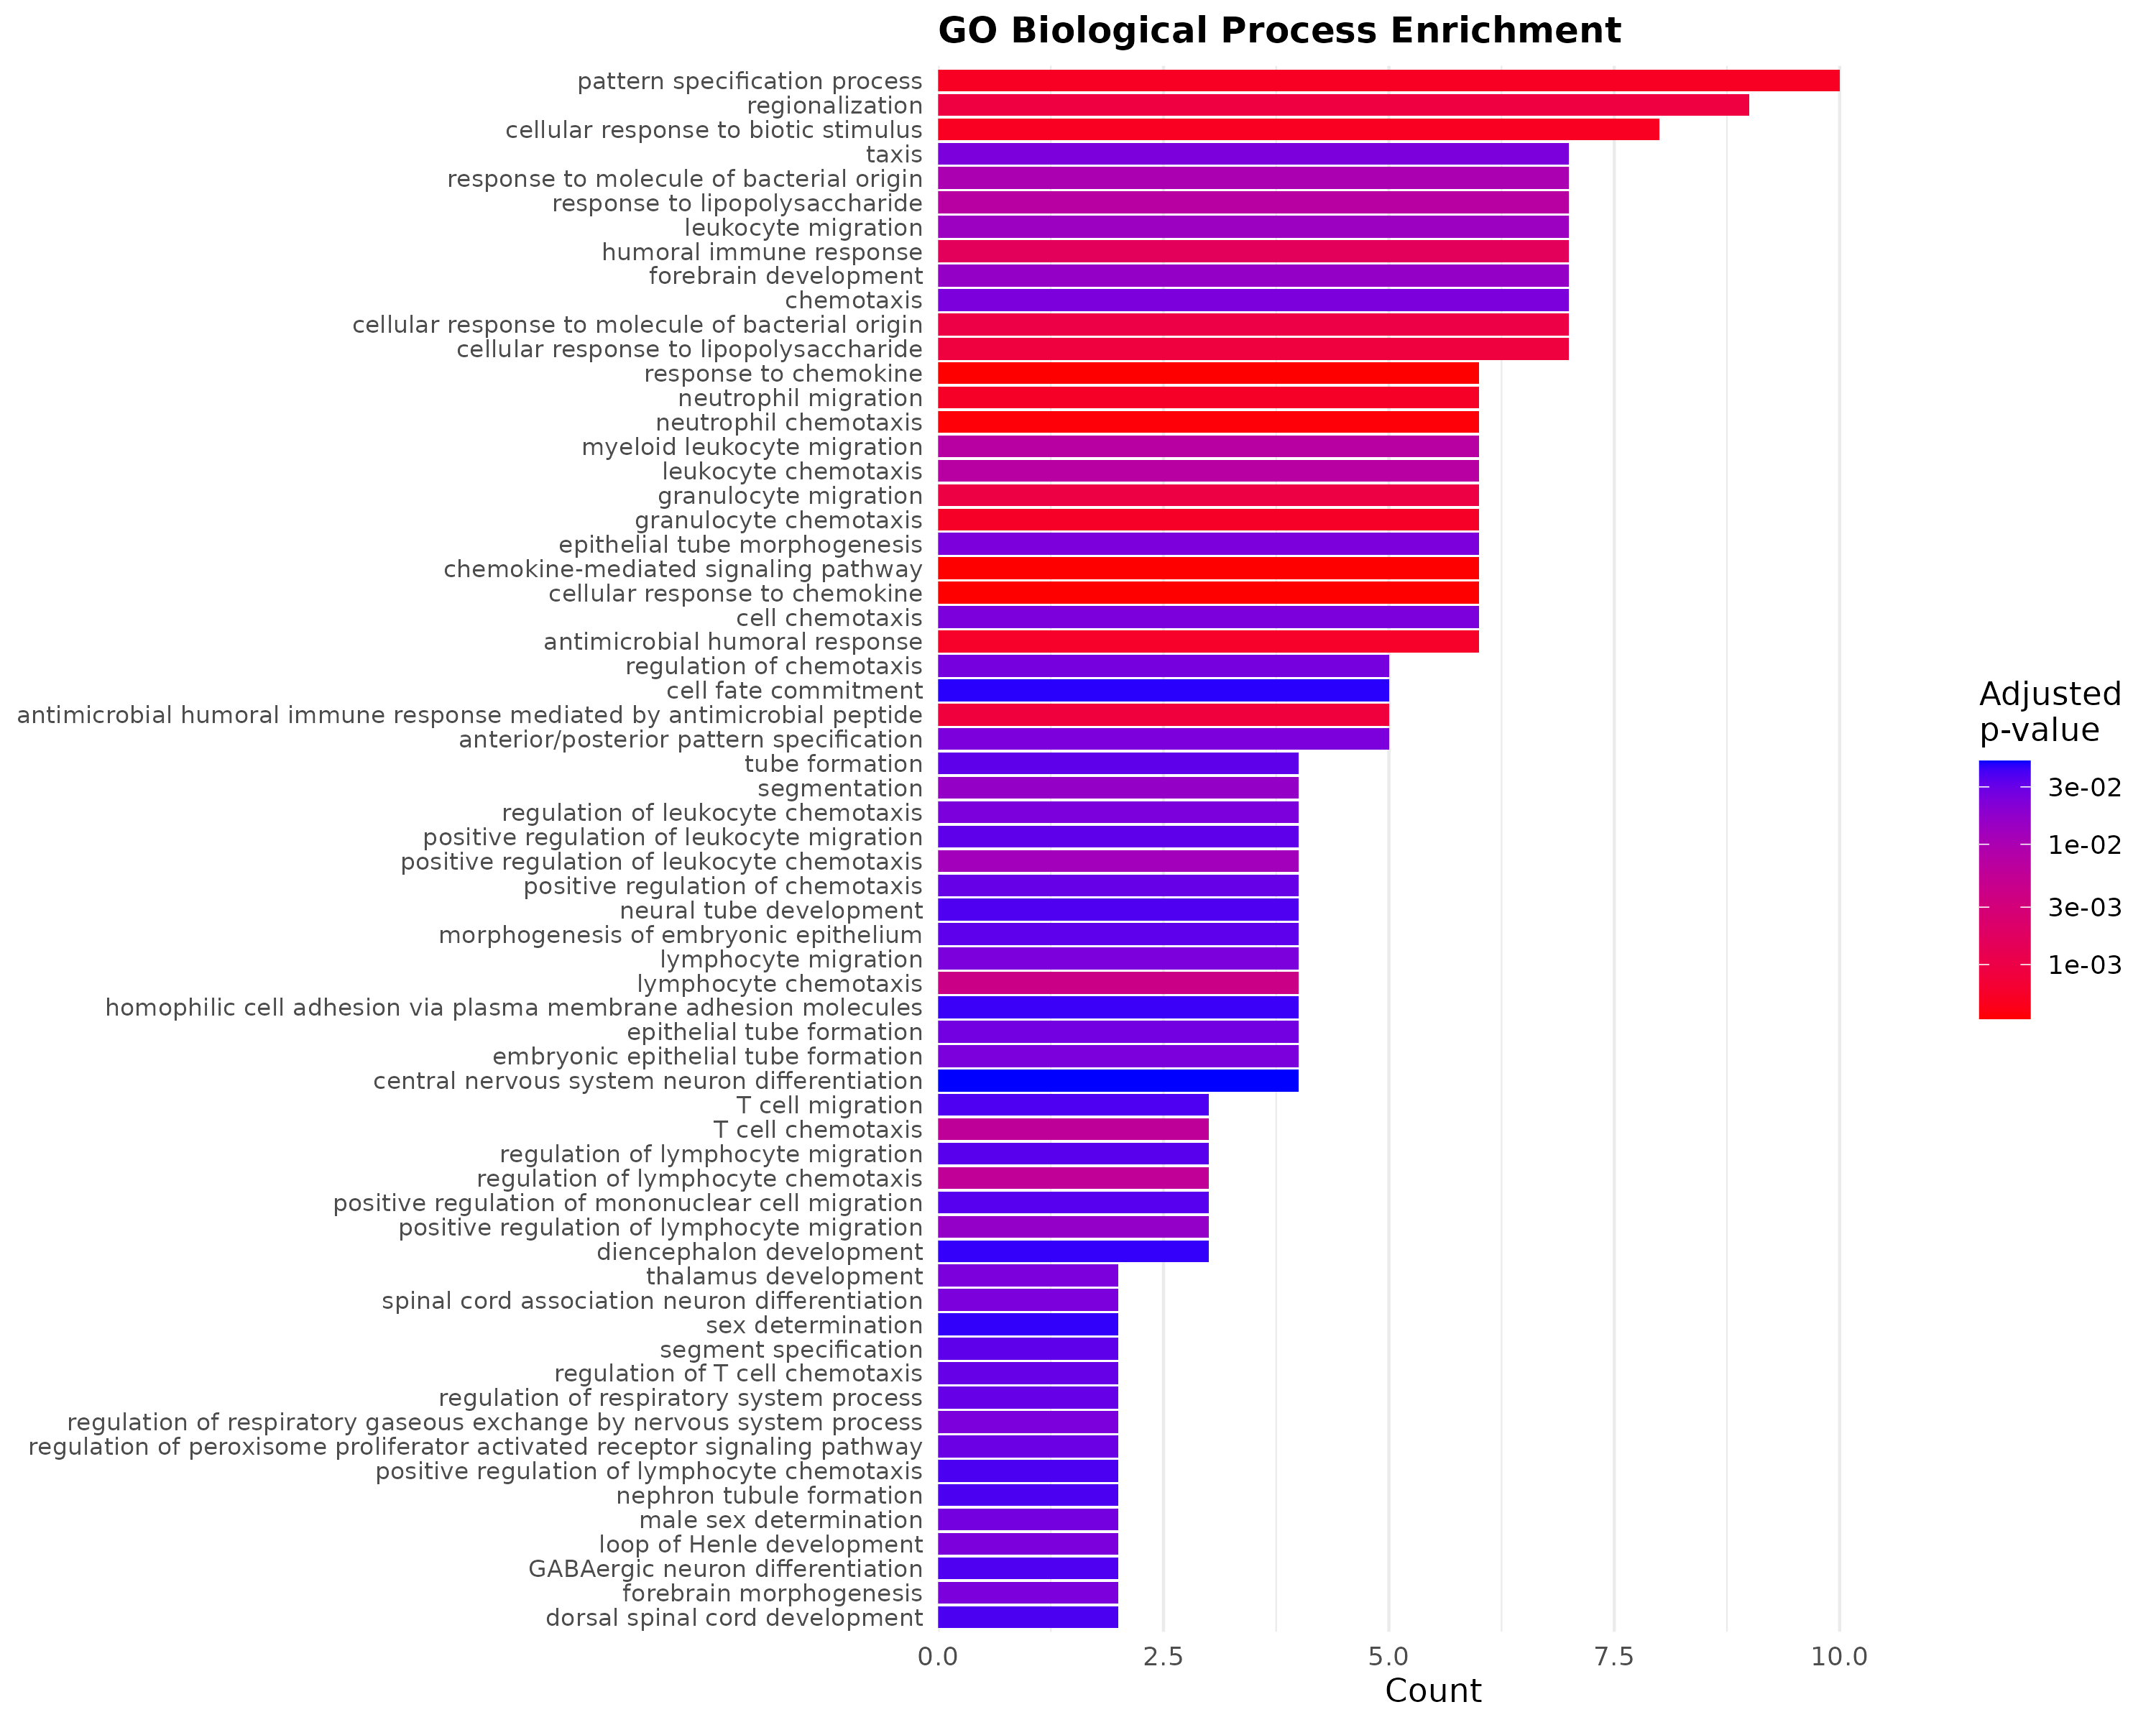 GO Biological Process Enrichment
pattern specification process
regionalization
cellular response to biotic stimulus
taxis
response to molecule of bacterial origin
response to lipopolysaccharide
leukocyte migration
humoral immune response
forebrain development
chemotaxis
cellular response to molecule of bacterial origin
cellular response to lipopolysaccharide
response to chemokine
neutrophil migration
neutrophil chemotaxis
myeloid leukocyte migration
leukocyte chemotaxis
granulocyte migration
granulocyte chemotaxis
epithelial tube morphogenesis
chemokine-mediated signaling pathway
cellular response to chemokine
cell chemotaxis
antimicrobial humoral response
regulation of chemotaxis
cell fate commitment
antimicrobial humoral immune response mediated by antimicrobial peptide
anterior/posterior pattern specification
tube formation
segmentation
regulation of leukocyte chemotaxis
positive regulation of leukocyte migration
positive regulation of leukocyte chemotaxis
positive regulation of chemotaxis
neural tube development
morphogenesis of embryonic epithelium
lymphocyte migration
lymphocyte chemotaxis
homophilic cell adhesion via plasma membrane adhesion molecules
epithelial tube formation
embryonic epithelial tube formation
central nervous system neuron differentiation
T cell migration
T cell chemotaxis
regulation of lymphocyte migration
regulation of lymphocyte chemotaxis
positive regulation of mononuclear cell migration
positive regulation of lymphocyte migration
diencephalon development
thalamus development
spinal cord association neuron differentiation
sex determination
segment specification
regulation of T cell chemotaxis
regulation of respiratory system process
regulation of respiratory gaseous exchange by nervous system process
regulation of peroxisome proliferator activated receptor signaling pathway
positive regulation of lymphocyte chemotaxis
nephron tubule formation
male sex determination
loop of Henle development
GABAergic neuron differentiation
forebrain morphogenesis
dorsal spinal cord development
0.0 2.5 5.0 7.5 10.0
Count
Adjusted
p-value
3e-02
1e-02
3e-03
1e-03